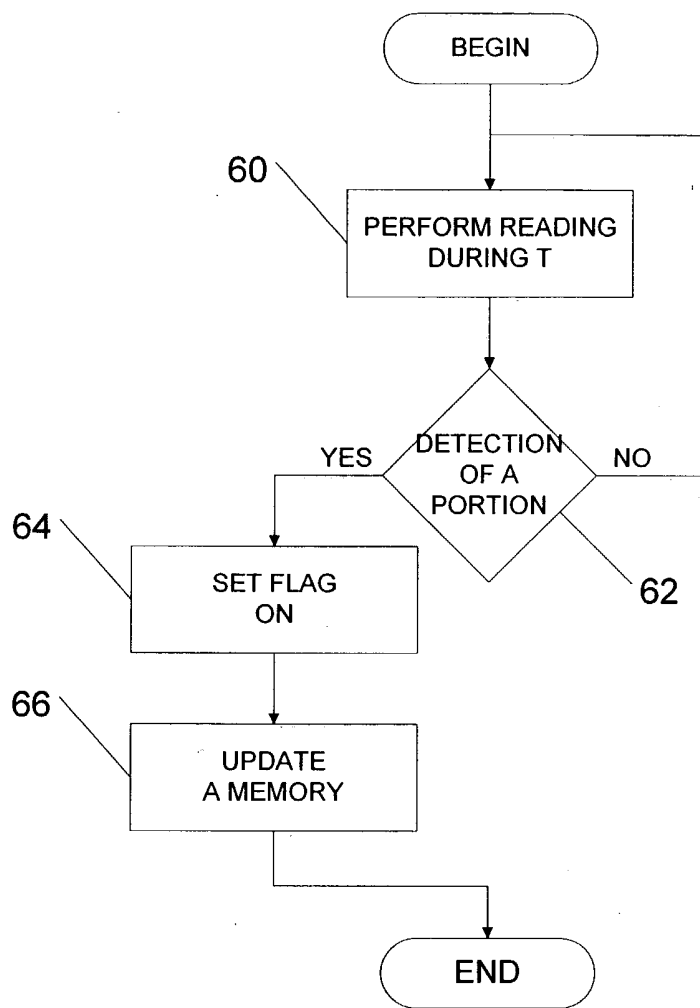 BEGIN
60
PERFORM READING
DURING T
YES
DETECTION
OF A
PORTION
NO
62
64
SET FLAG
ON
66
UPDATE
A MEMORY
END